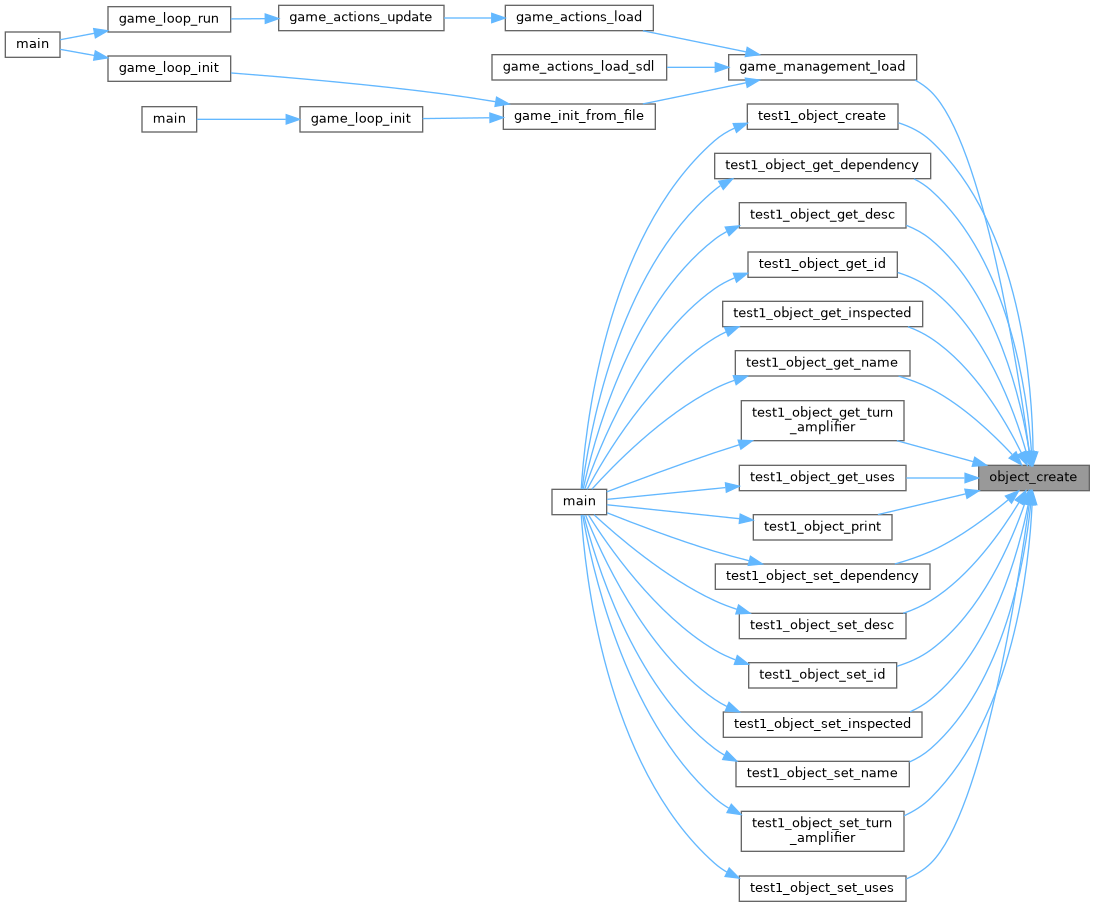 main
game_loop_run
game_actions_update
game_actions_load
game_loop_init
game_actions_load_sdl
game_management_load
main
game_loop_init
game_init_from_file
test1_object_create
test1_object_get_dependency
test1_object_get_desc
test1_object_get_id
test1_object_get_inspected
test1_object_get_name
test1_object_get_turn
_amplifier
test1_object_get_uses
object_create
main
test1_object_print
test1_object_set_dependency
test1_object_set_desc
test1_object_set_id
test1_object_set_inspected
test1_object_set_name
test1_object_set_turn
_amplifier
test1_object_set_uses